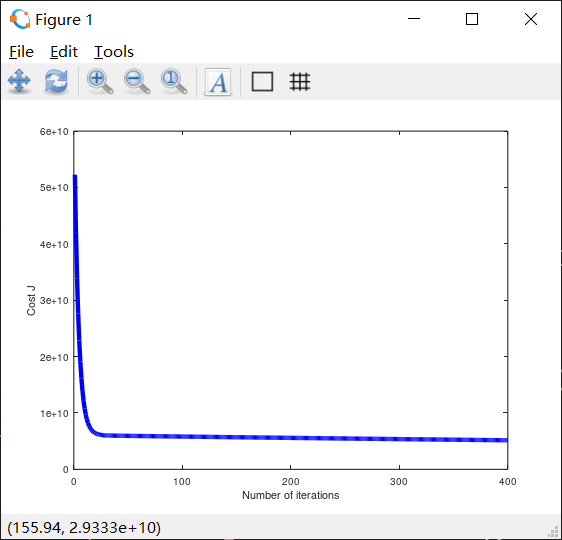 Figure 1
File Edit Tools
1 A
6e+10
5e+10
4e+10
3e+10
2e+10
1e+10
0
Cost J
0 100 200 300 400
Number of iterations
(155.94, 2.9333e+10)